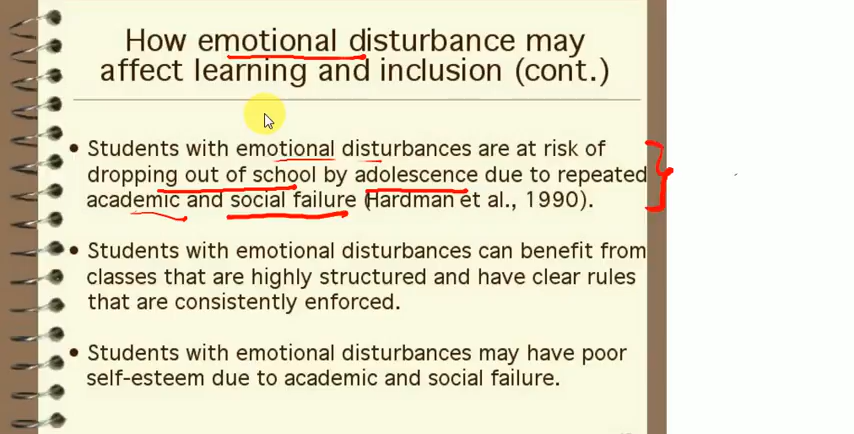 How emotional disturbance may
affect learning and inclusion (cont.)
• Students with emotional disturbances are at risk of
dropping out of school by adolescence due to repeated
academic and social failure (Hardman et al., 1990).
• Students with emotional disturbances can benefit from
classes that are highly structured and have clear rules
that are consistently enforced.
• Students with emotional disturbances may have poor
self-esteem due to academic and social failure.